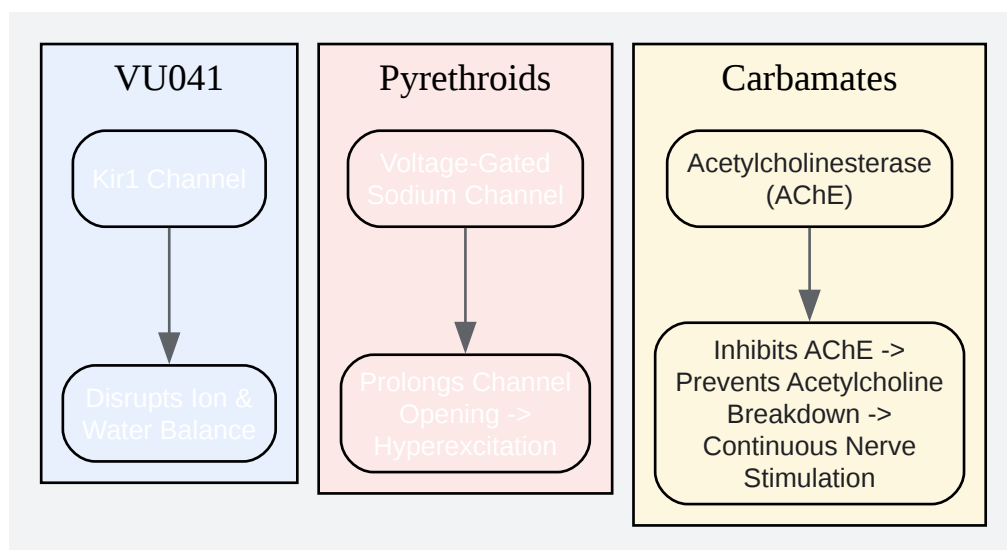 VU041
Kir1 Channel
Disrupts Ion &
Water Balance
Pyrethroids
Voltage-Gated
Sodium Channel
Prolongs Channel
Opening ->
Hyperexcitation
Carbamates
Acetylcholinesterase
(AChE)
Inhibits AChE ->
Prevents Acetylcholine
Breakdown ->
Continuous Nerve
Stimulation